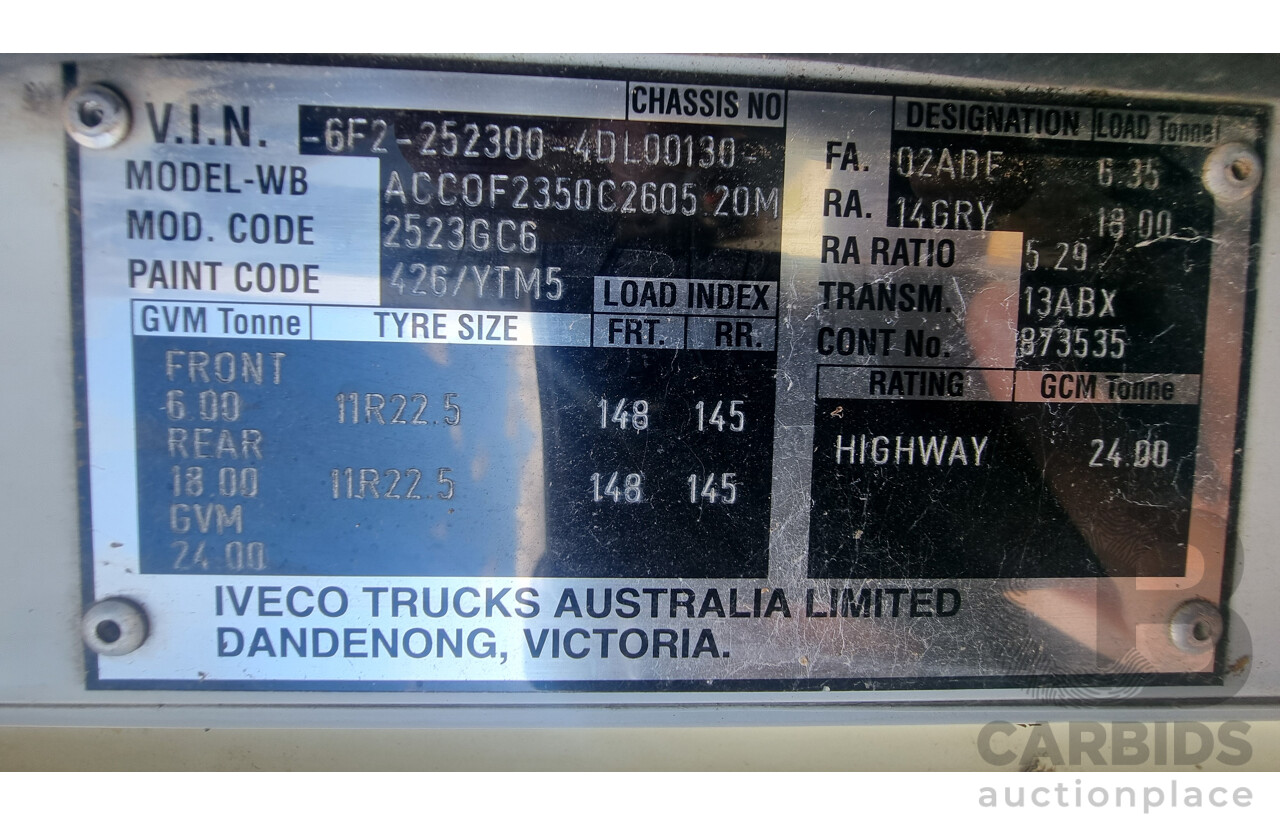 CHASSIS NO
V.I.N. -6F2-252300-4DL00130-
MODEL-WB ACCOF2350C2605.20M
MOD. CODE 2523GC6
PAINT CODE 426/YTM5
LOAD INDEX
GVM Tonne TYRE SIZE FRT. RR.
FRONT
6.00 11R22.5 148 145
REAR
18.00 11R22.5 148 145
GVM
24.00
DESIGNATION LOAD Tonne
FA. 02ADE 6.35
RA. 14GRY 18.00
RA RATIO 5.29
TRANSM. 13ABX
CONT No. 873535
RATING GCM Tonne
HIGHWAY 24.00
IVECO TRUCKS AUSTRALIA LIMITED
DANDENONG, VICTORIA.
CARBIDS
auctionplace